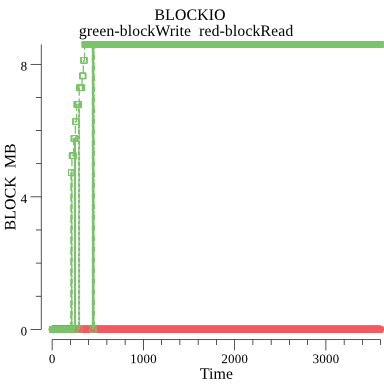 BLOCKIO
green-blockWrite red-blockRead
8
4
0
BLOCK MB
0 1000 2000 3000
Time